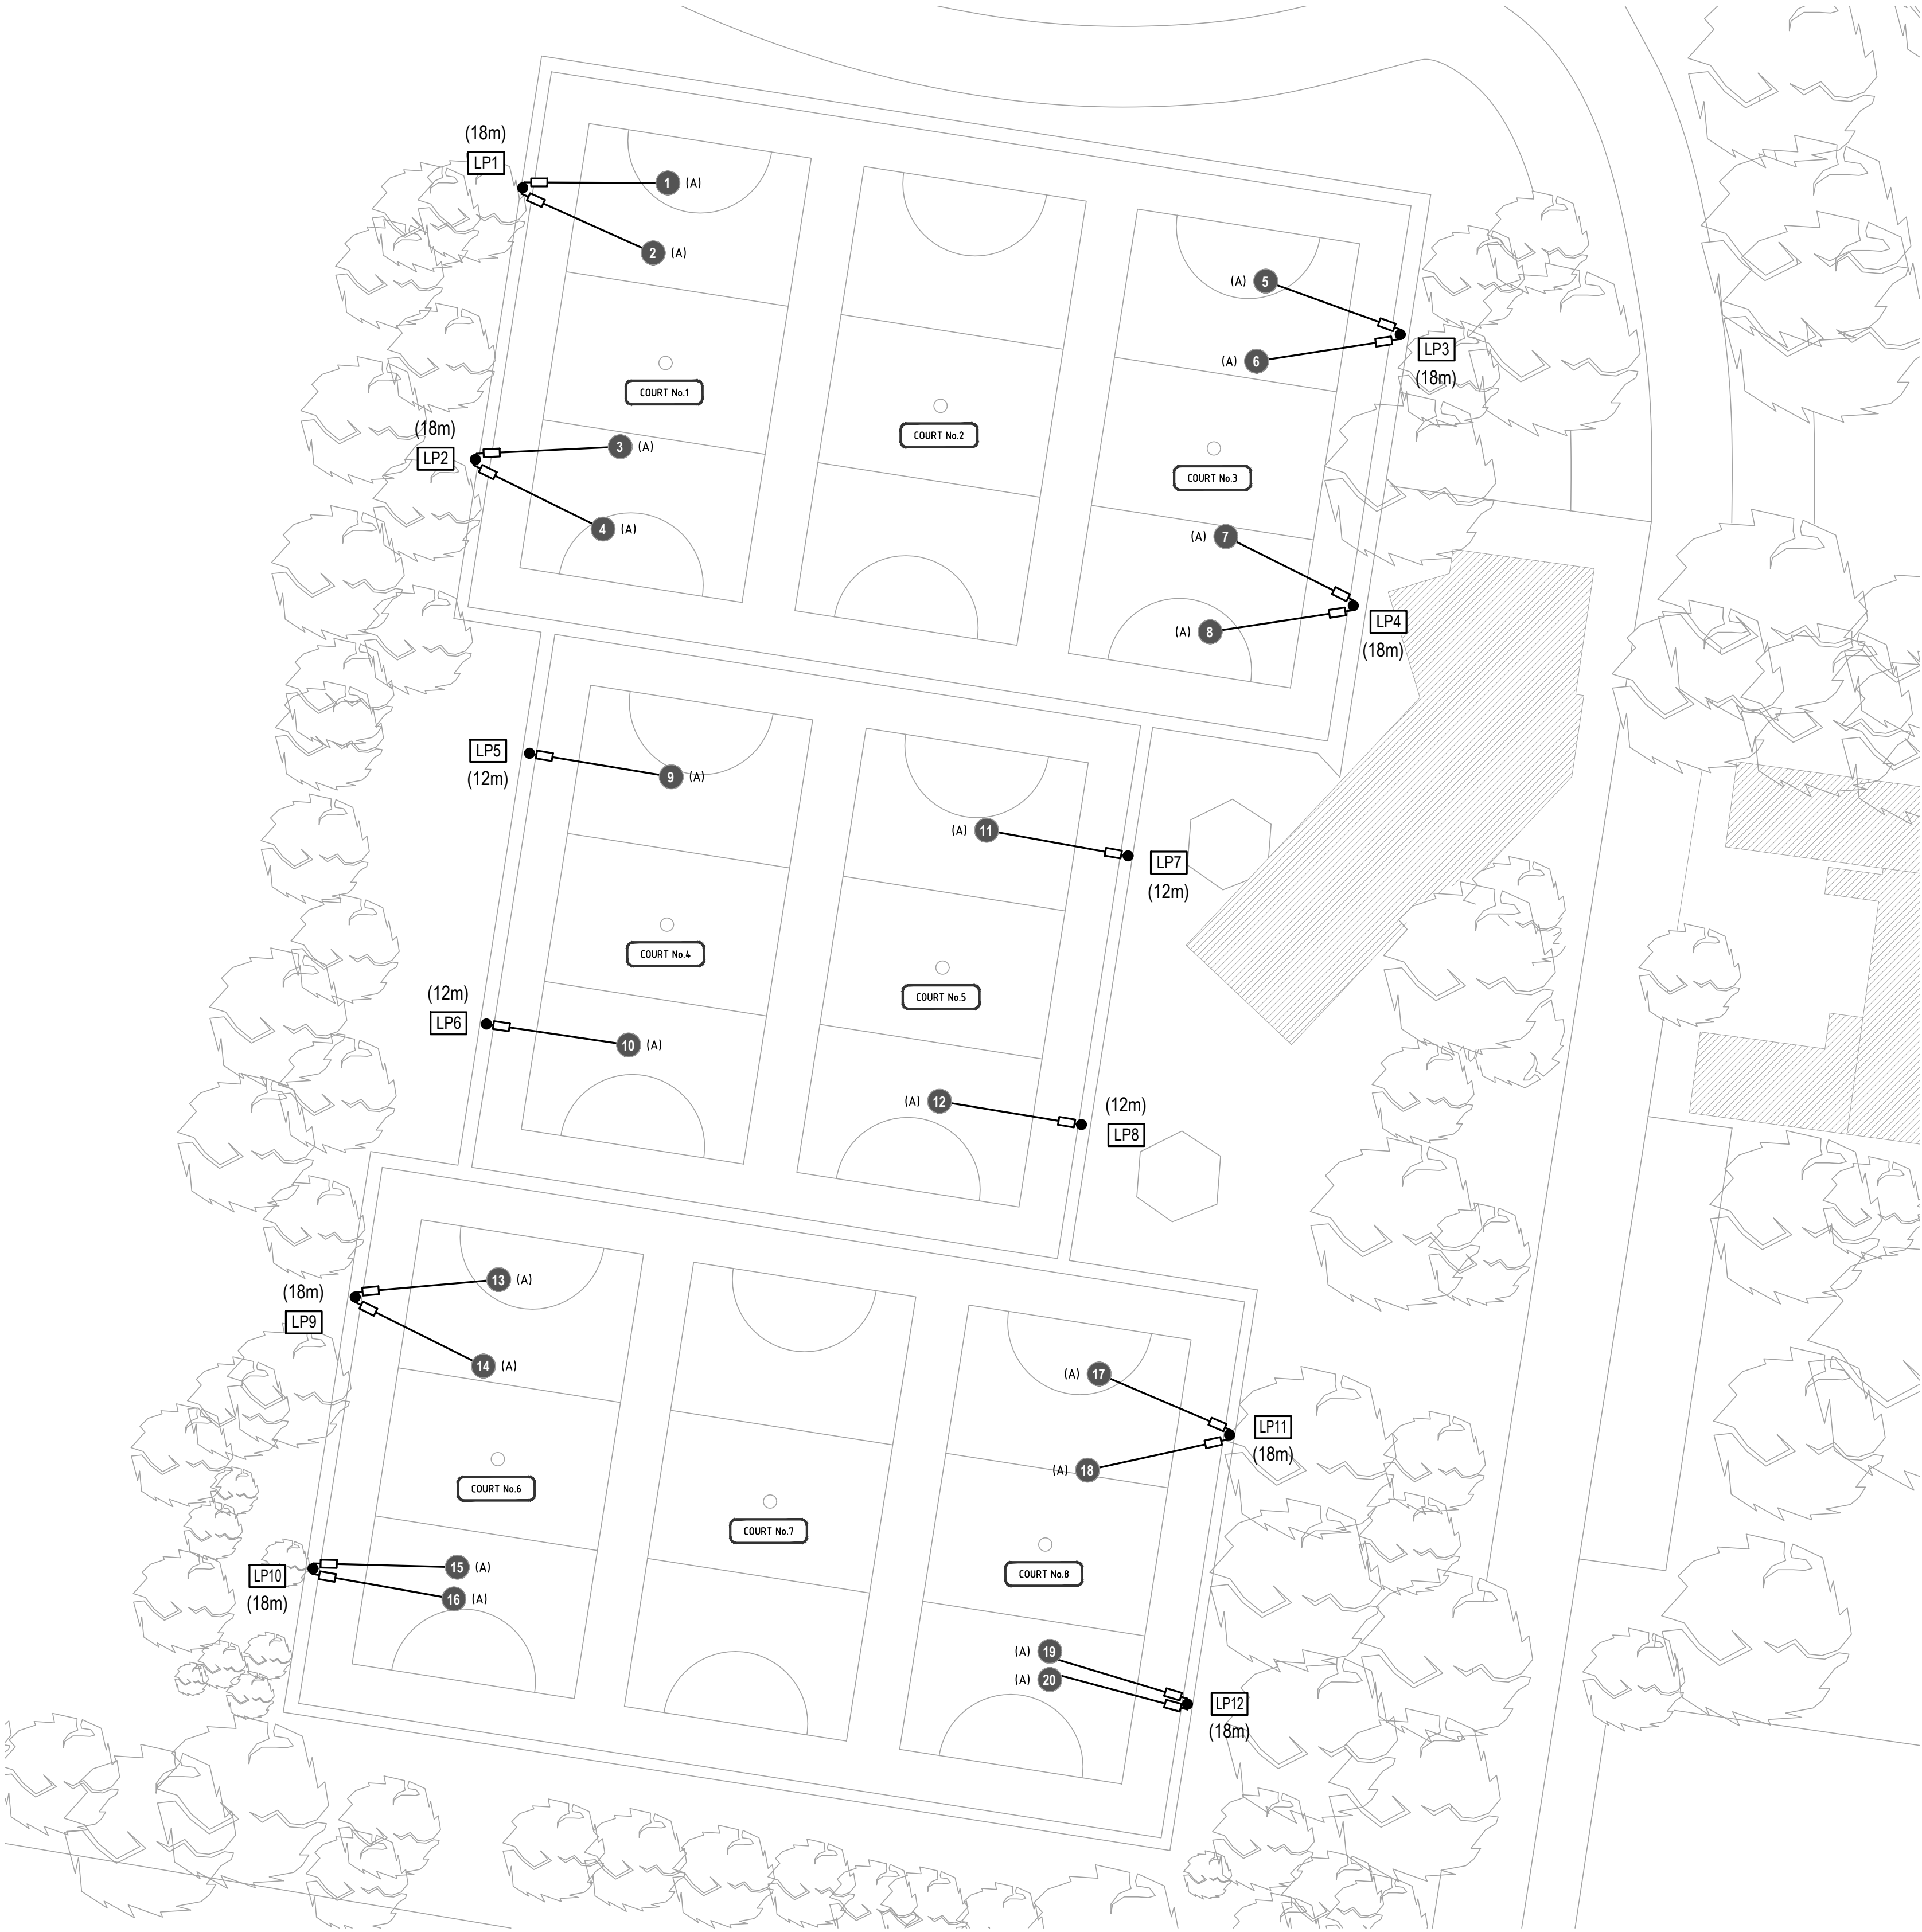 (18m)
LP1
1 (A)
2 (A)
(A) 5
(A) 6
LP3
(18m)
COURT No.1
COURT No.2
COURT No.3
(18m)
LP2
3 (A)
4 (A)
(A) 7
(A) 8
LP4
(18m)
LP5
(12m)
9 (A)
(A) 11
LP7
(12m)
COURT No.4
COURT No.5
(12m)
LP6
10 (A)
(A) 12
(12m)
LP8
(18m)
LP9
13 (A)
14 (A)
(A) 17
(A) 18
LP11
(18m)
COURT No.6
COURT No.7
COURT No.8
LP10
(18m)
15 (A)
16 (A)
(A) 19
(A) 20
LP12
(18m)